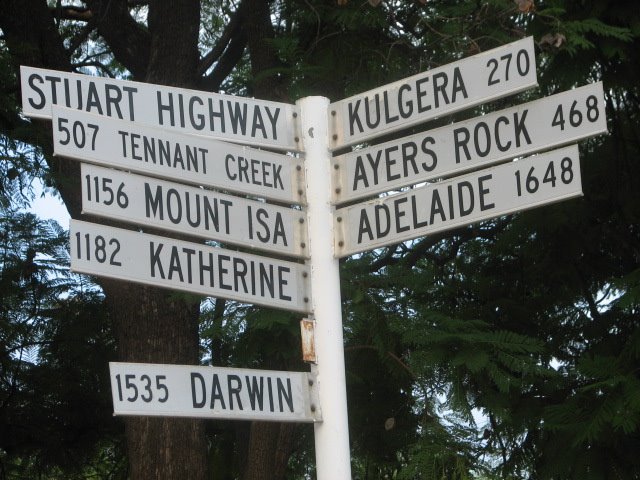 STUART HIGHWAY
507 TENNANT CREEK
1156 MOUNT ISA
1182 KATHERINE
1535 DARWIN
KULGERA 270
AYERS ROCK 468
ADELAIDE 1648